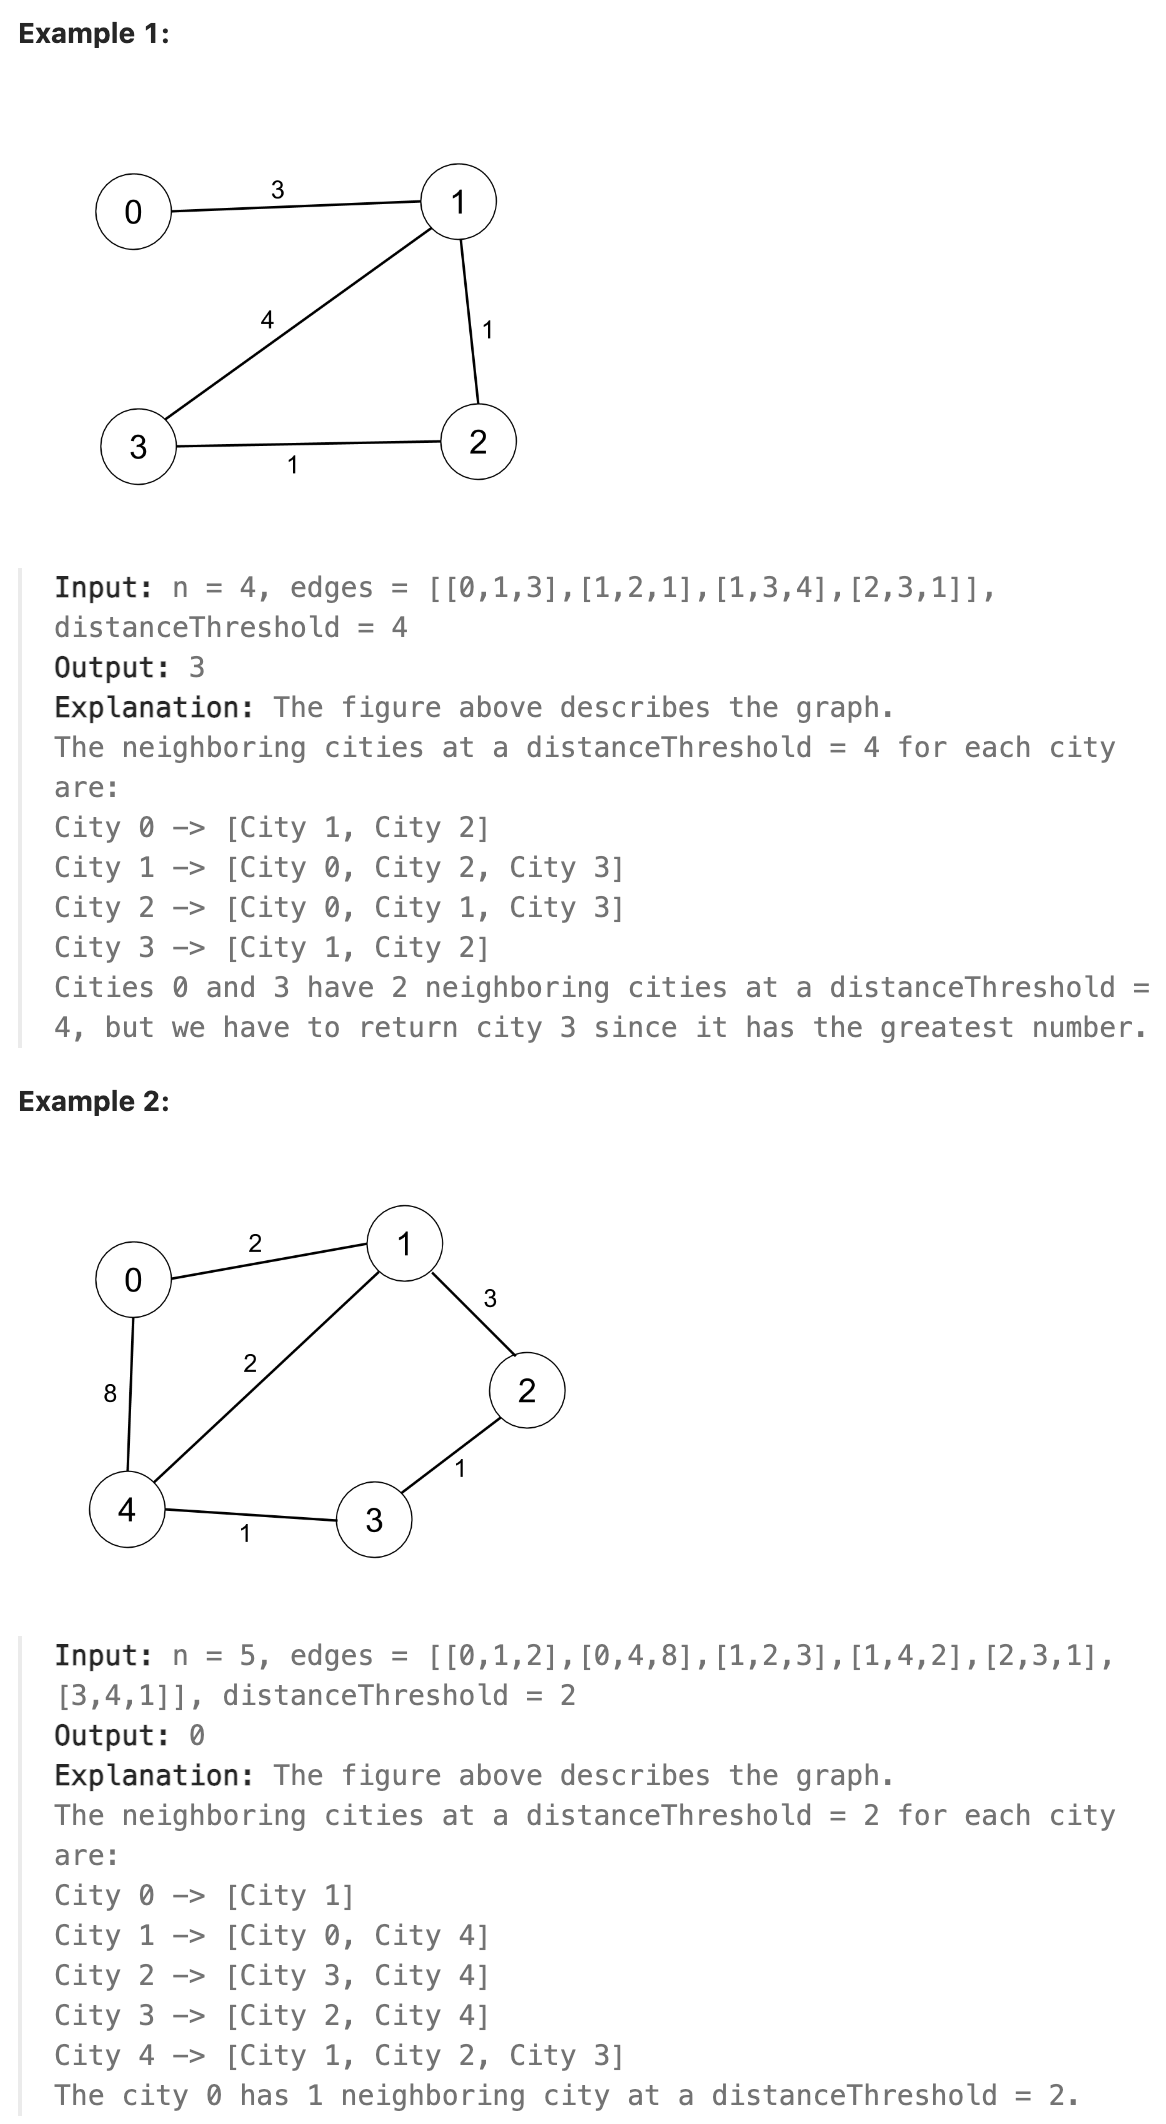 Example 1:
3
0
1
4
1
3
2
1
Input: n = 4, edges = [[0,1,3],[1,2,1],[1,3,4],[2,3,1]],
distanceThreshold = 4
Output: 3
Explanation: The figure above describes the graph.
The neighboring cities at a distanceThreshold = 4 for each city
are:
City 0 -> [City 1, City 2]
City 1 -> [City 0, City 2, City 3]
City 2 -> [City 0, City 1, City 3]
City 3 -> [City 1, City 2]
Cities 0 and 3 have 2 neighboring cities at a distanceThreshold =
4, but we have to return city 3 since it has the greatest number.
Example 2:
2
1
0
3
2
8
2
1
4
3
1
Input: n = 5, edges = [[0,1,2],[0,4,8],[1,2,3],[1,4,2],[2,3,1],
[3,4,1]], distanceThreshold = 2
Output: 0
Explanation: The figure above describes the graph.
The neighboring cities at a distanceThreshold = 2 for each city
are:
City 0 -> [City 1]
City 1 -> [City 0, City 4]
City 2 -> [City 3, City 4]
City 3 -> [City 2, City 4]
City 4 -> [City 1, City 2, City 3]
The city 0 has 1 neighboring city at a distanceThreshold = 2.